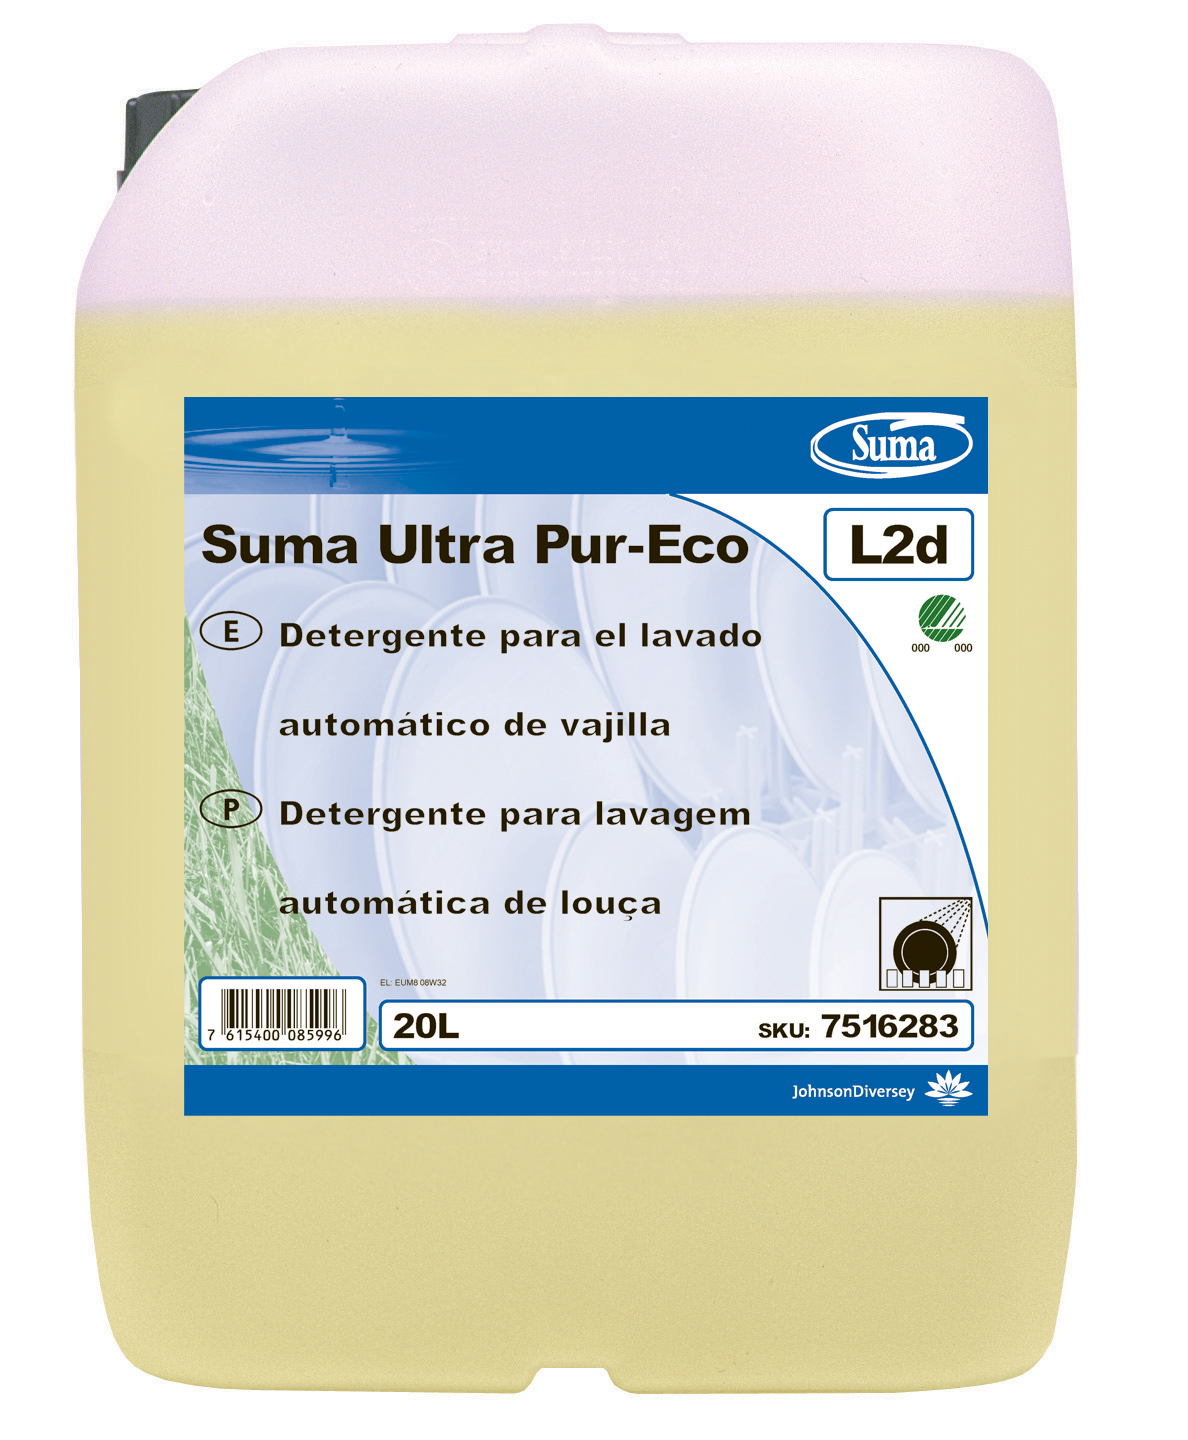 Suma
Suma Ultra Pur-Eco
L2d
E
Detergente para el lavado
automático de vajilla
000 000
P
Detergente para lavagem
automática de louça
EL: EUM8 08W32
7 615400 085996
20L
SKU: 7516283
JohnsonDiversey